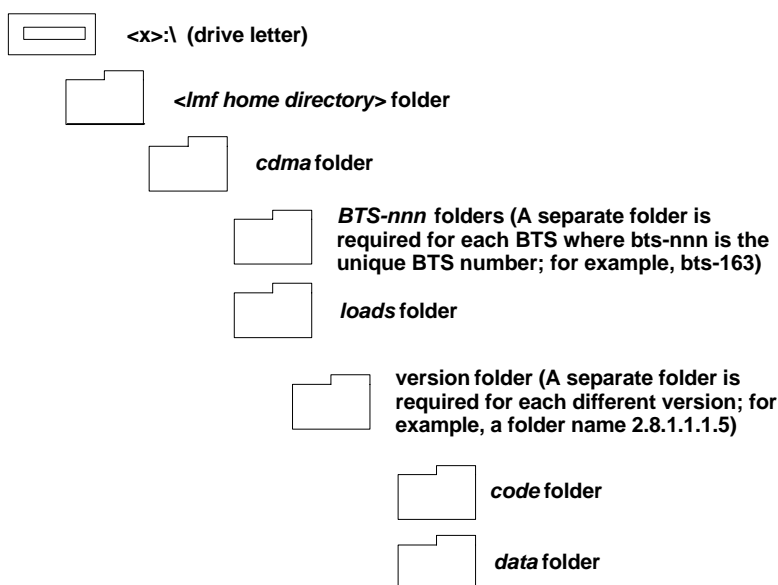 <x>:\ (drive letter)
<lmf home directory> folder
cdma folder
BTS-nnn folders (A separate folder is
required for each BTS where bts-nnn is the
unique BTS number; for example, bts-163)
loads folder
version folder (A separate folder is
required for each different version; for
example, a folder name 2.8.1.1.1.5)
code folder
data folder